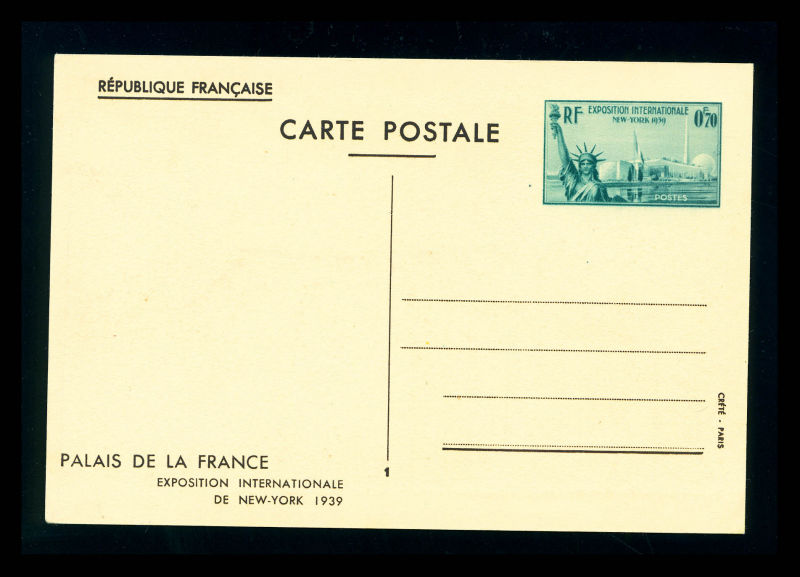 RÉPUBLIQUE FRANÇAISE
CARTE POSTALE
RF
EXPOSITION INTERNATIONALE
NEW-YORK 1939
0F70
POSTES
CRÉTÉ - PARIS
PALAIS DE LA FRANCE
EXPOSITION INTERNATIONALE
DE NEW-YORK 1939
1